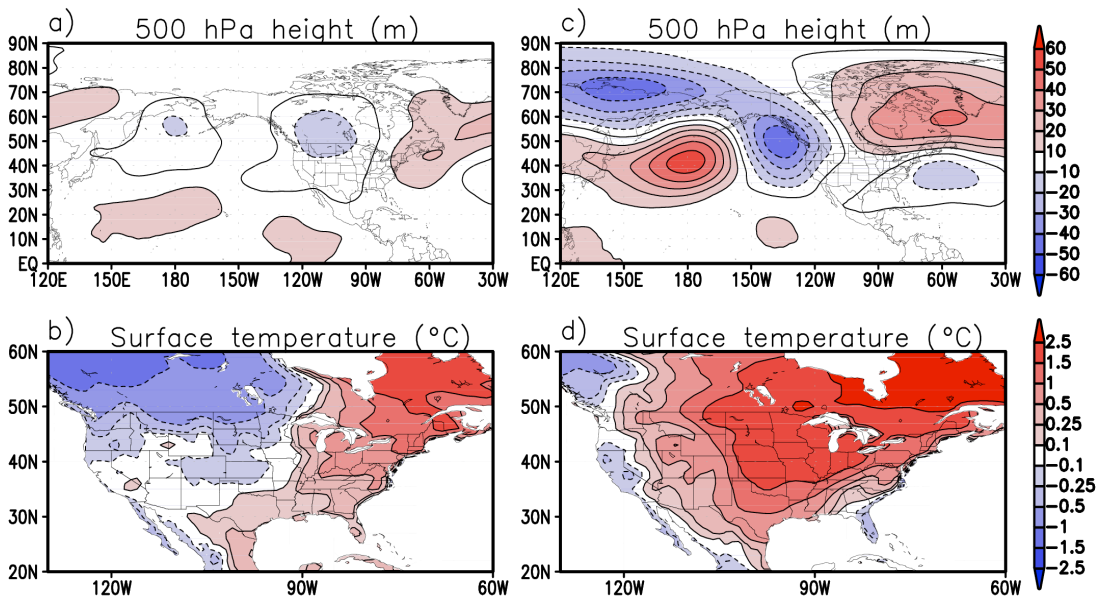 a) 500 hPa height (m)
90N
80N
70N
60N
50N
40N
30N
20N
10N
EQ
120E 150E 180 150W 120W 90W 60W 30W
c) 500 hPa height (m)
90N
80N
70N
60N
50N
40N
30N
20N
10N
EQ
120E 150E 180 150W 120W 90W 60W 30W
60
50
40
30
20
10
−10
−20
−30
−40
−50
−60
b) Surface temperature (°C)
60N
50N
40N
30N
20N
120W 90W 60W
d) Surface temperature (°C)
60N
50N
40N
30N
20N
120W 90W 60W
2.5
1.5
1
0.5
0.25
0.1
−0.1
−0.25
−0.5
−1
−1.5
−2.5